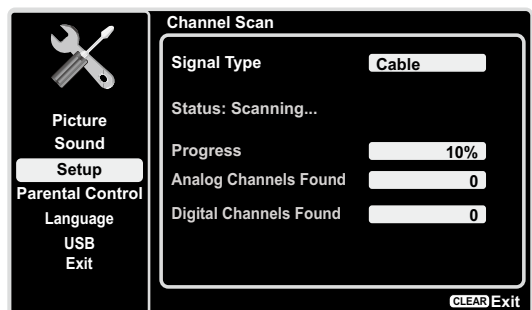 Picture
Sound
Setup
Parental Control
Language
USB
Exit
Channel Scan
Signal Type Cable
Status: Scanning...
Progress 10%
Analog Channels Found 0
Digital Channels Found 0
CLEAR Exit